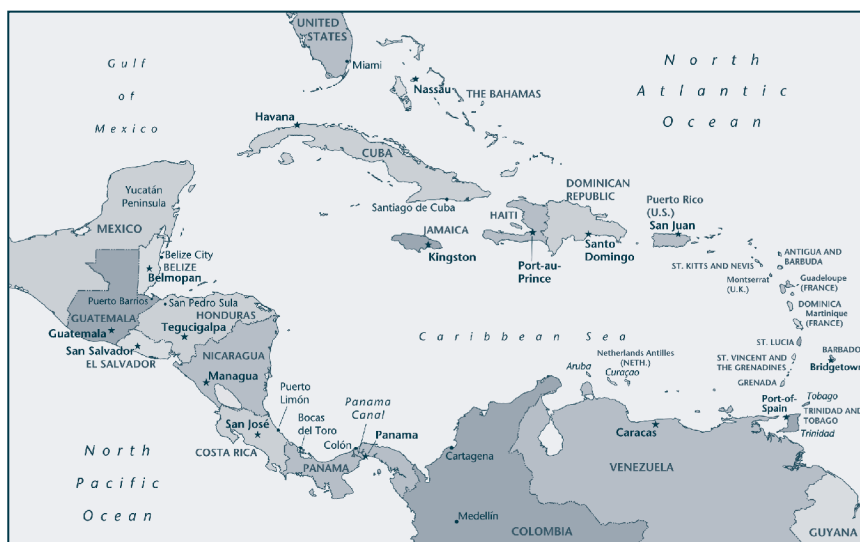 UNITED
STATES
Miami
Gulf
of
Mexico
North
Atlantic
Ocean
Nassau
THE BAHAMAS
Havana
CUBA
Santiago de Cuba
Yucatán
Peninsula
MEXICO
DOMINICAN
REPUBLIC
HAITI
Puerto Rico
(U.S.)
San Juan
JAMAICA
Kingston
Port-au-
Prince
Santo
Domingo
Belize City
BELIZE
Belmopan
ANTIGUA AND
BARBUDA
ST. KITTS AND NEVIS
Montserrat
(U.K.)
Guadeloupe
(FRANCE)
DOMINICA
Martinique
(FRANCE)
Puerto Barrios
San Pedro Sula
HONDURAS
GUATEMALA
Tegucigalpa
Guatemala
San Salvador
EL SALVADOR
Caribbean Sea
ST. LUCIA
BARBADO
Bridgetow
ST. VINCENT AND
THE GRENADINES
GRENADA
NICARAGUA
Managua
Netherlands Antilles
(NETH.)
Aruba
Curaçao
Puerto
Limón
Bocas
del Toro
Panama
Canal
Colón
Panama
San José
COSTA RICA
PANAMA
Port-of-
Spain
Tobago
TRINIDAD AND
TOBAGO
Trinidad
Caracas
Cartagena
VENEZUELA
North
Pacific
Ocean
Medellín
COLOMBIA
GUYANA